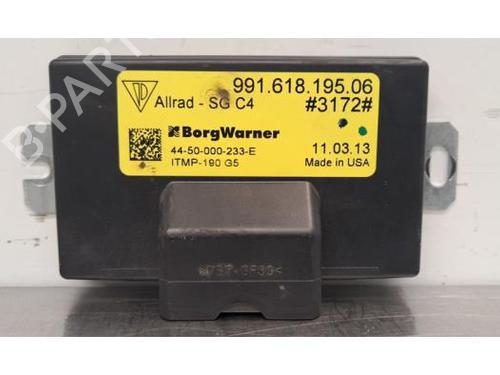 991.618.195.06
Allrad - SG C4
#3172#
BorgWarner
44-50-000-233-E
11.03.13
ITMP-190 G5
Made in USA
B-Parts